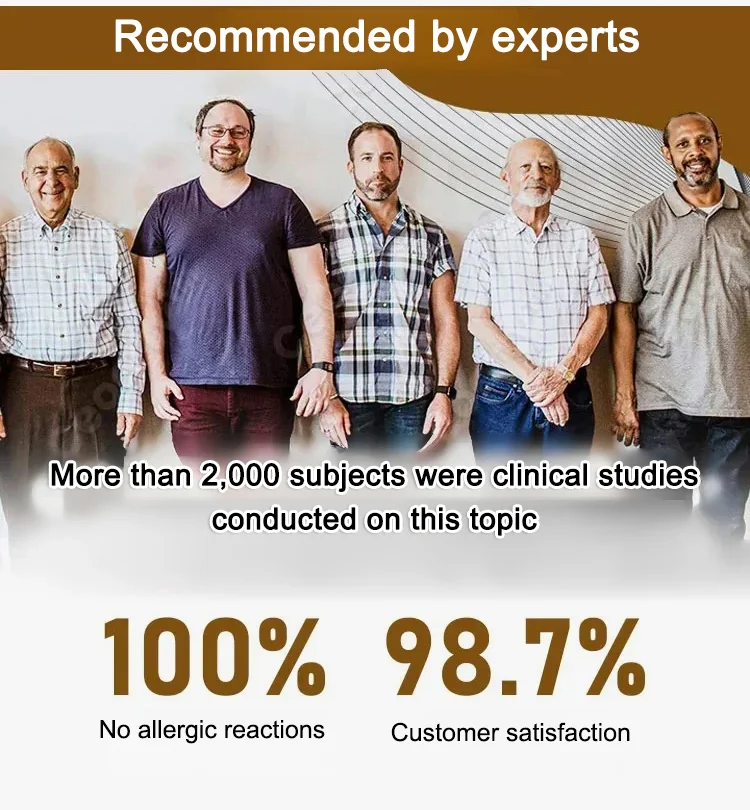 Recommended by experts
More than 2,000 subjects were clinical studies
conducted on this topic
100% 98.7%
No allergic reactions Customer satisfaction